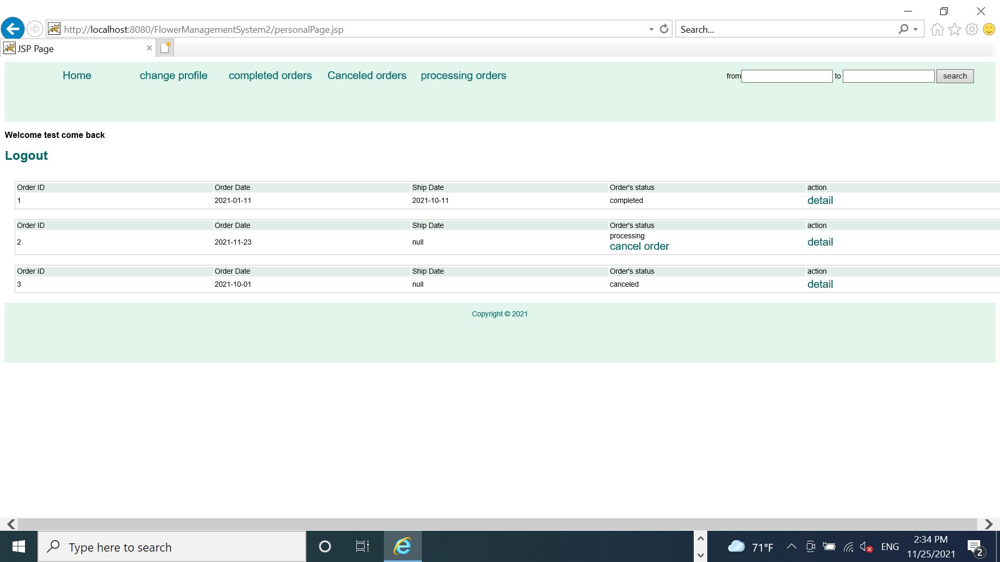 http://localhost:8080/FlowerManagementSystem2/personalPage.jsp
Search...
JSP Page
Home change profile completed orders Canceled orders processing orders from to search
Welcome test come back
Logout
Order ID Order Date Ship Date Order's status action
1 2021-01-11 2021-10-11 completed detail
Order ID Order Date Ship Date Order's status action
2 2021-11-23 null processing cancel order detail
Order ID Order Date Ship Date Order's status action
3 2021-10-01 null canceled detail
Copyright © 2021
Type here to search
71°F
ENG
2:34 PM
11/25/2021
2